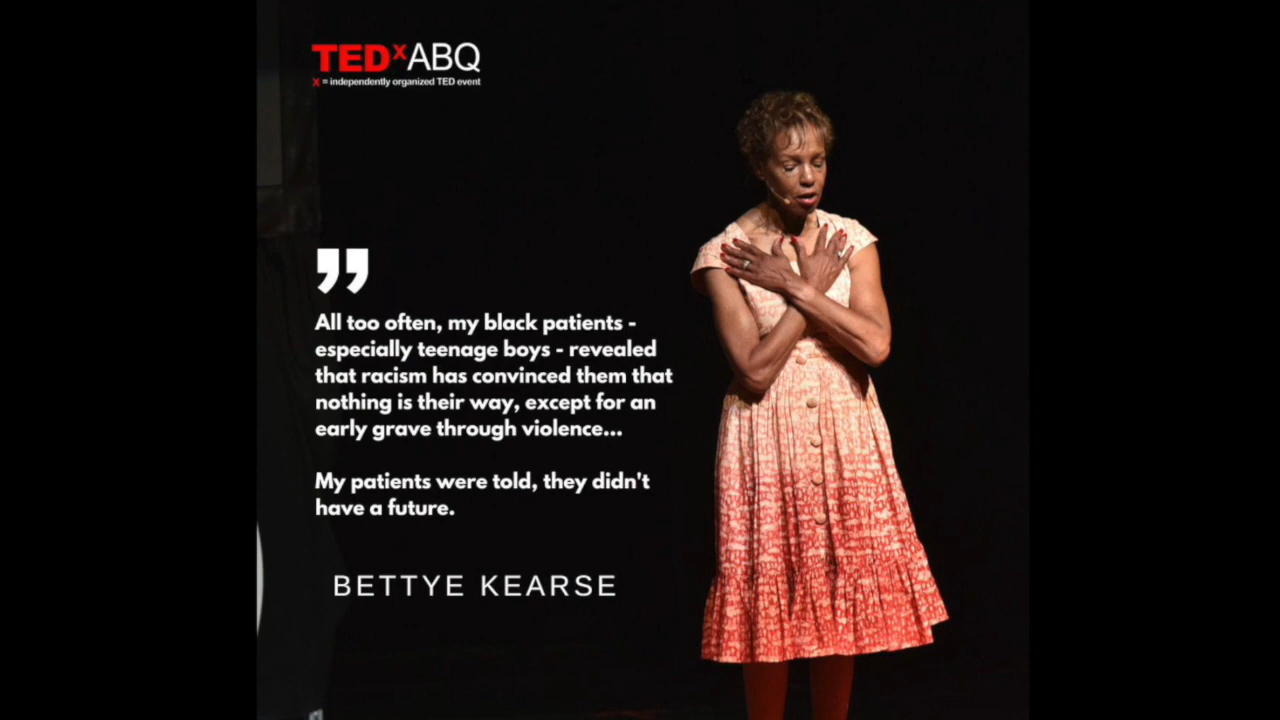 TEDxABQ
x = independently organized TED event
”
All too often, my black patients -
especially teenage boys - revealed
that racism has convinced them that
nothing is their way, except for an
early grave through violence...
My patients were told, they didn't
have a future.
BETTYE KEARSE